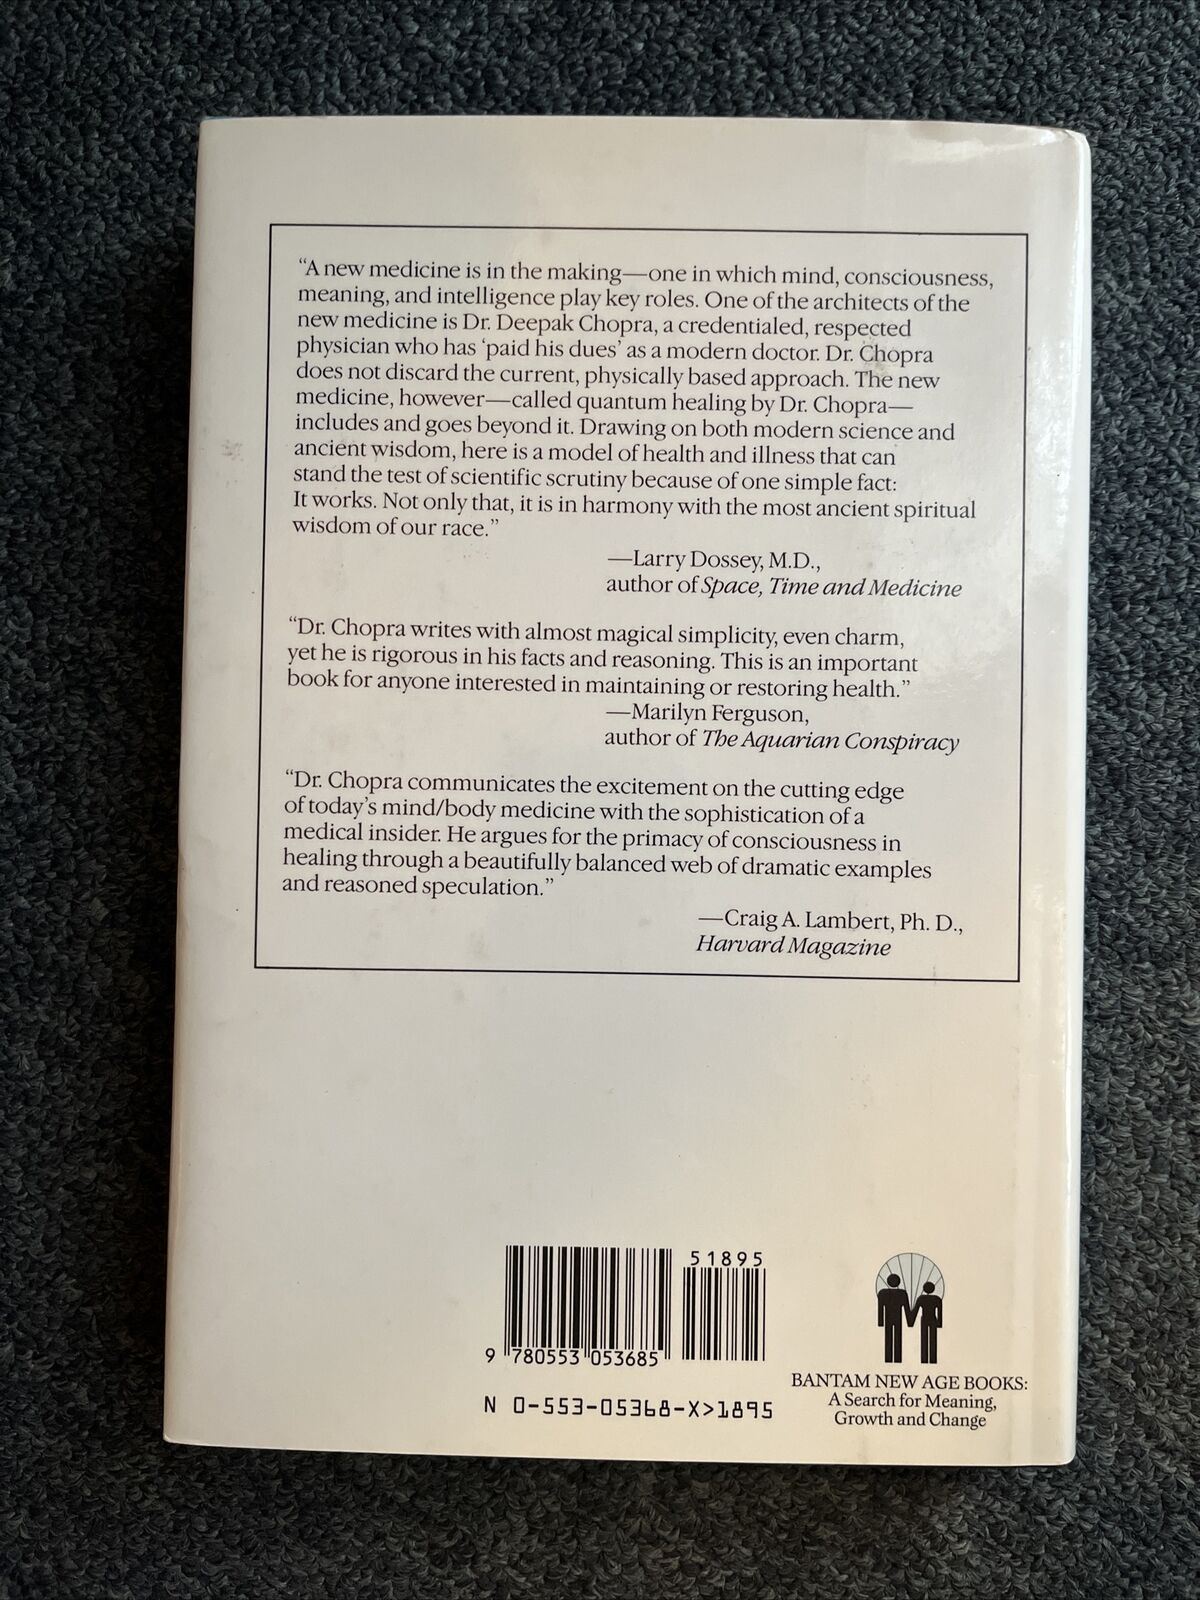 “A new medicine is in the making—one in which mind, consciousness,
meaning, and intelligence play key roles. One of the architects of the
new medicine is Dr. Deepak Chopra, a credentialed, respected
physician who has ‘paid his dues’ as a modern doctor. Dr. Chopra
does not discard the current, physically based approach. The new
medicine, however—called quantum healing by Dr. Chopra—
includes and goes beyond it. Drawing on both modern science and
ancient wisdom, here is a model of health and illness that can
stand the test of scientific scrutiny because of one simple fact:
It works. Not only that, it is in harmony with the most ancient spiritual
wisdom of our race.”
—Larry Dossey, M.D.,
author of Space, Time and Medicine
“Dr. Chopra writes with almost magical simplicity, even charm,
yet he is rigorous in his facts and reasoning. This is an important
book for anyone interested in maintaining or restoring health.”
—Marilyn Ferguson,
author of The Aquarian Conspiracy
“Dr. Chopra communicates the excitement on the cutting edge
of today’s mind/body medicine with the sophistication of a
medical insider. He argues for the primacy of consciousness in
healing through a beautifully balanced web of dramatic examples
and reasoned speculation.”
—Craig A. Lambert, Ph. D.,
Harvard Magazine
51895
9 780553 053685
N 0-553-05368-X>1895
BANTAM NEW AGE BOOKS:
A Search for Meaning,
Growth and Change